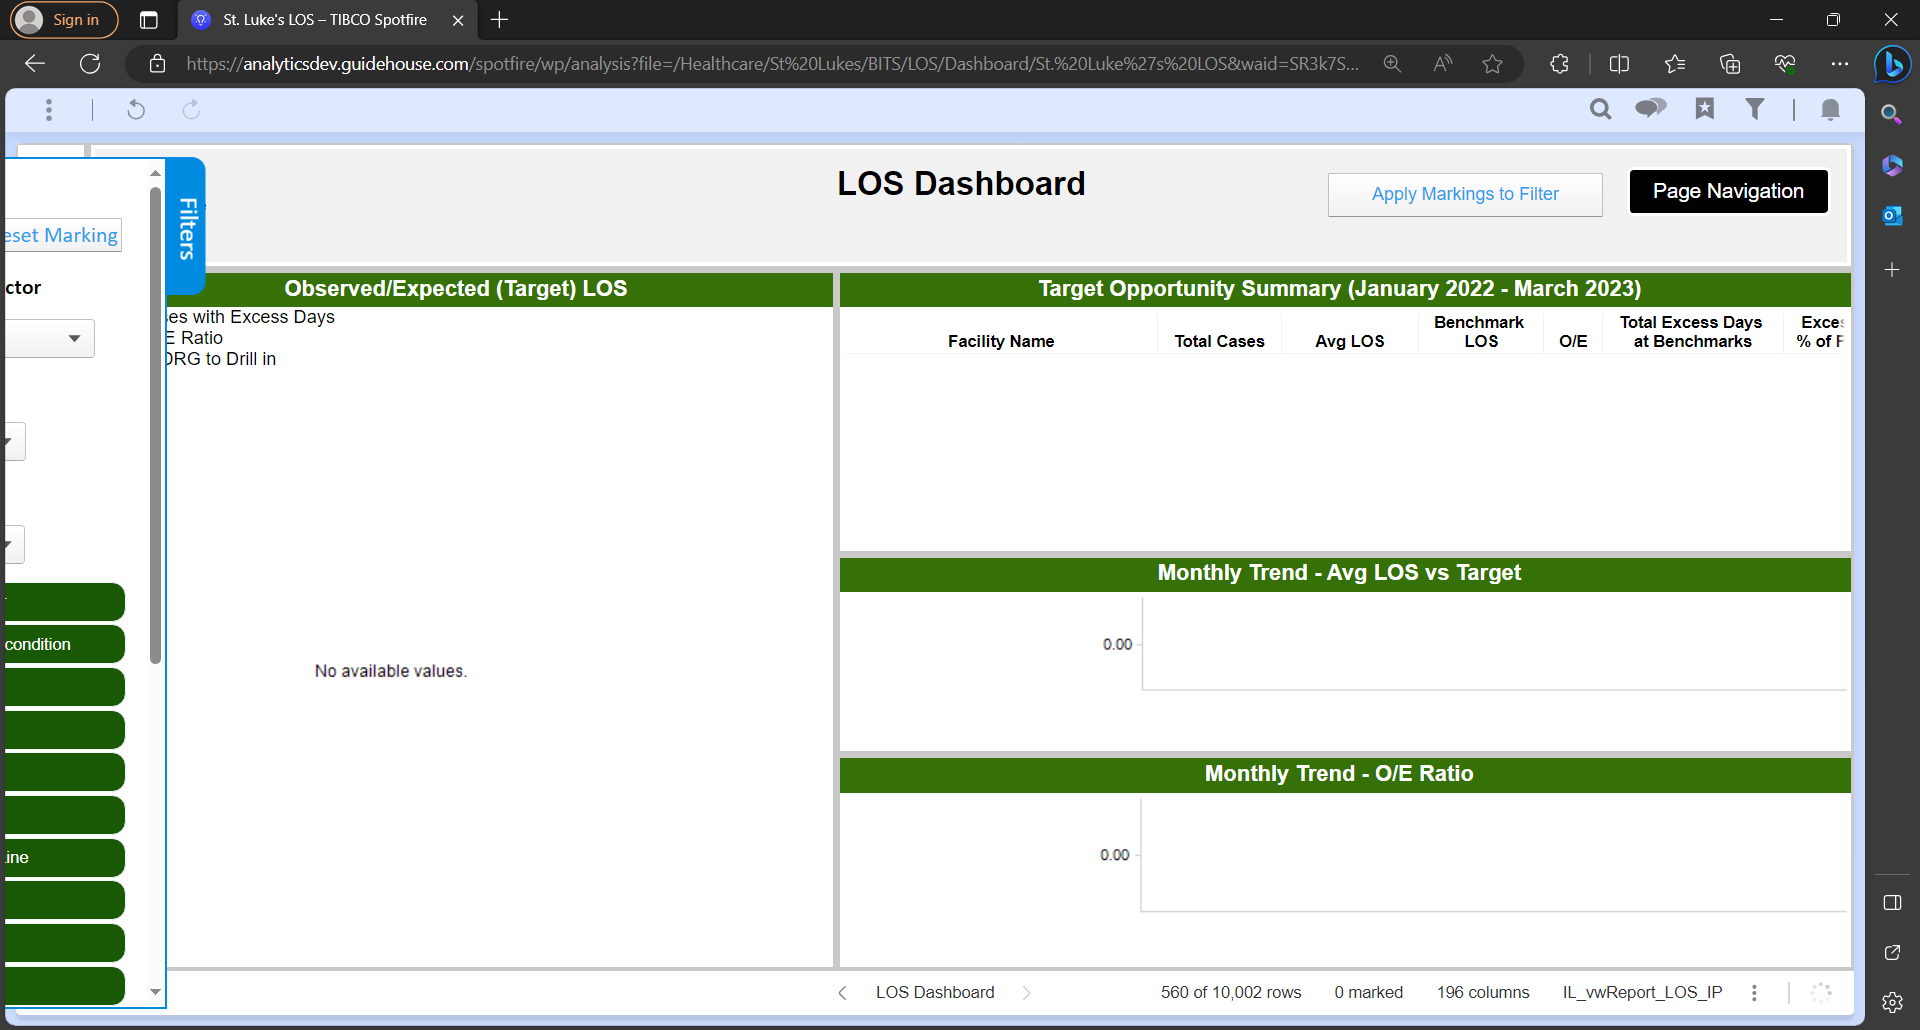 Sign in
St. Luke's LOS – TIBCO Spotfire
https://analyticsdev.guidehouse.com/spotfire/wp/analysis?file=/Healthcare/St%20Lukes/BITS/LOS/Dashboard/St.%20Luke%27s%20LOS&waid=SR3k7S...
LOS Dashboard
Apply Markings to Filter
Page Navigation
Filters
eset Marking
ctor
condition
ine
Observed/Expected (Target) LOS
es with Excess Days
E Ratio
DRG to Drill in
No available values.
Target Opportunity Summary (January 2022 - March 2023)
Facility Name
Total Cases
Avg LOS
Benchmark
LOS
O/E
Total Excess Days
at Benchmarks
Exces
% of P
Monthly Trend - Avg LOS vs Target
0.00
Monthly Trend - O/E Ratio
0.00
LOS Dashboard
560 of 10,002 rows
0 marked
196 columns
IL_vwReport_LOS_IP